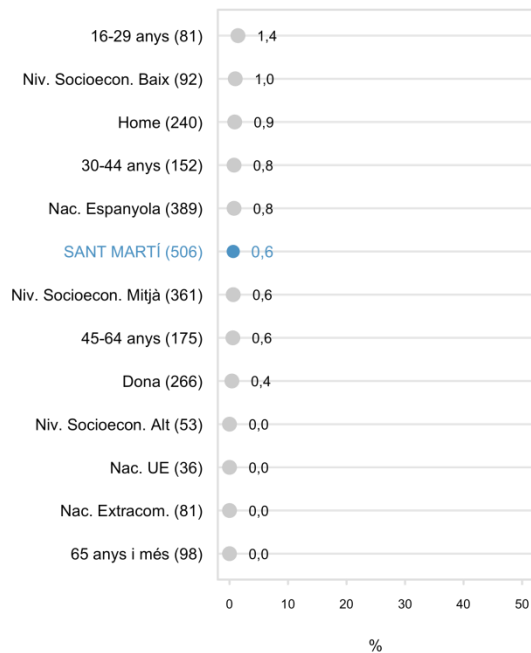 16-29 anys (81) 1,4
Niv. Socioecon. Baix (92) 1,0
Home (240) 0,9
30-44 anys (152) 0,8
Nac. Espanyola (389) 0,8
SANT MARTÍ (506) 0,6
Niv. Socioecon. Mitjà (361) 0,6
45-64 anys (175) 0,6
Dona (266) 0,4
Niv. Socioecon. Alt (53) 0,0
Nac. UE (36) 0,0
Nac. Extracom. (81) 0,0
65 anys i més (98) 0,0
0 10 20 30 40 50
%